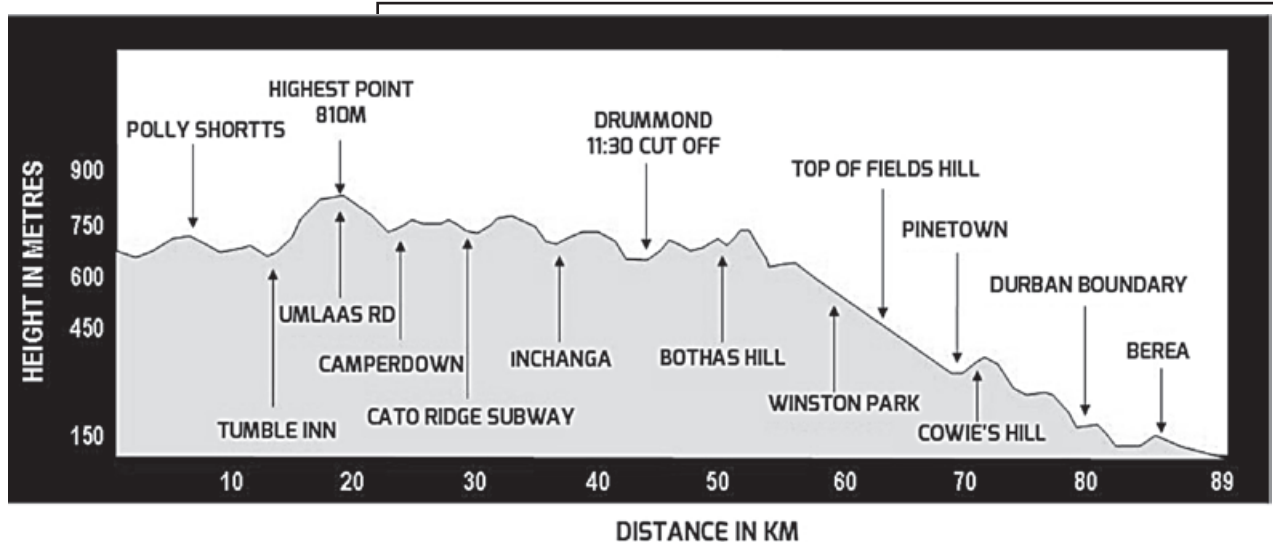 HIGHEST POINT
810M
POLLY SHORTTS
DRUMMOND
11:30 CUT OFF
TOP OF FIELDS HILL
PINETOWN
DURBAN BOUNDARY
BEREA
UMLAAS RD
CAMPERDOWN
INCHANGA
BOTHAS HILL
WINSTON PARK
CATO RIDGE SUBWAY
TUMBLE INN
COWIE'S HILL
HEIGHT IN METRES
900
750
600
450
150
10 20 30 40 50 60 70 80 89
DISTANCE IN KM